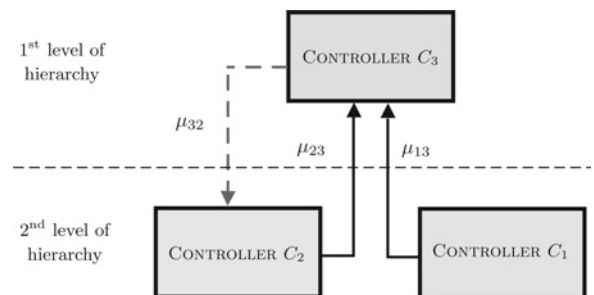 1st level of
hierarchy
CONTROLLER C3
μ32
μ23
μ13
2nd level of
hierarchy
CONTROLLER C2
CONTROLLER C1